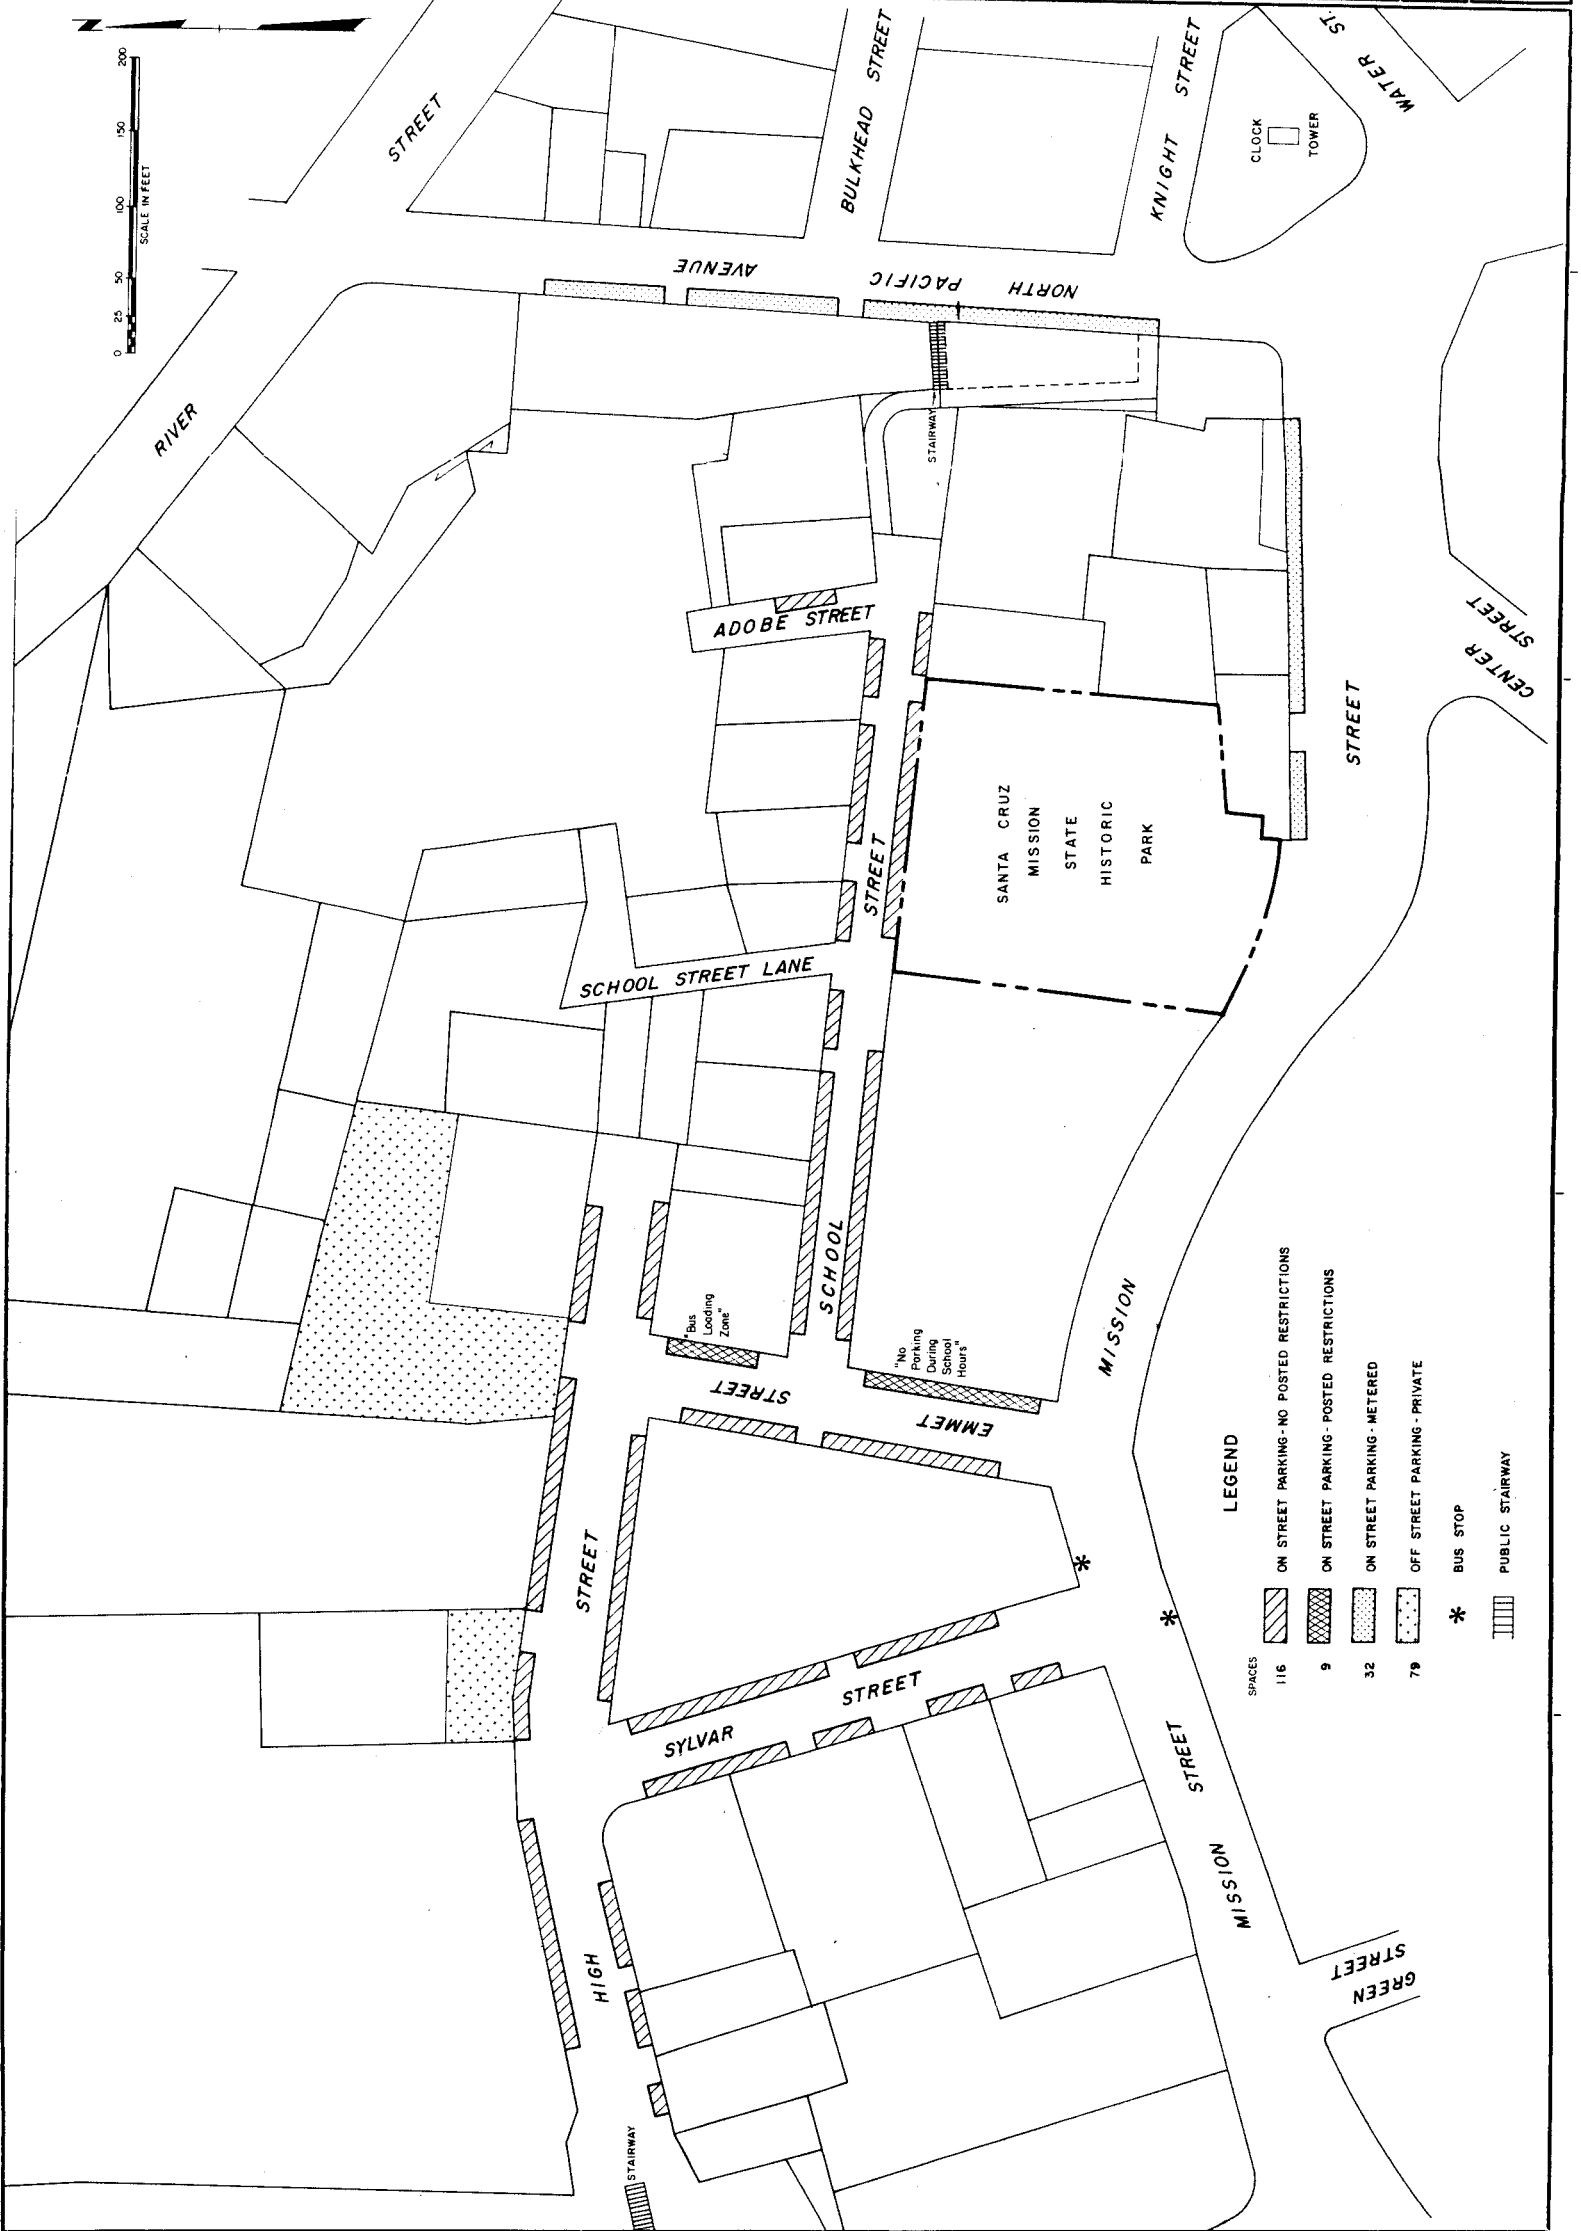 N
0 25 50 100 150 200
SCALE IN FEET
RIVER
STREET
BULKHEAD STREET
KNIGHT STREET
WATER ST.
CLOCK
TOWER
NORTH PACIFIC AVENUE
STAIRWAY
ADOBE STREET
SCHOOL STREET LANE
SCHOOL STREET
SANTA CRUZ
MISSION
STATE
HISTORIC
PARK
CENTER
STREET
MISSION STREET
"Bus
Loading
Zone"
"No
Parking
During
School
Hours"
EMMET STREET
HIGH STREET
SYLVAR STREET
MISSION STREET
GREEN
STREET
STAIRWAY
LEGEND
SPACES
116 ON STREET PARKING - NO POSTED RESTRICTIONS
9 ON STREET PARKING - POSTED RESTRICTIONS
32 ON STREET PARKING - METERED
79 OFF STREET PARKING - PRIVATE
* BUS STOP
PUBLIC STAIRWAY
*
*